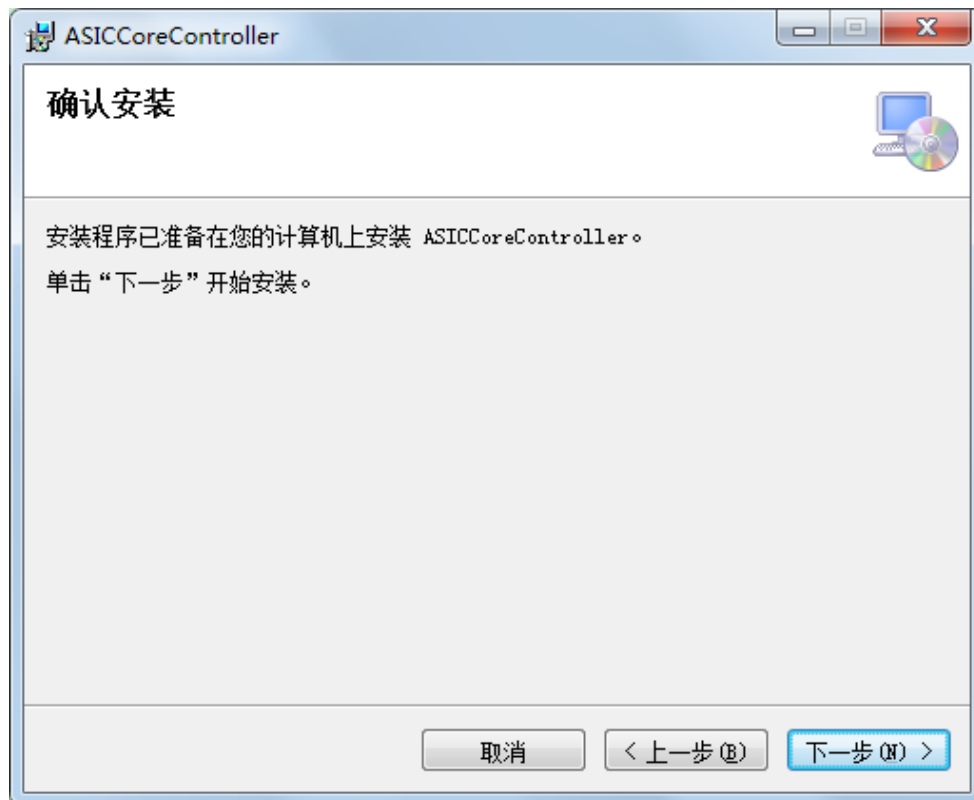 ASICCoreController
确认安装
安装程序已准备在您的计算机上安装 ASICCoreController。
单击“下一步”开始安装。
取消
< 上一步(B)
下一步(N) >